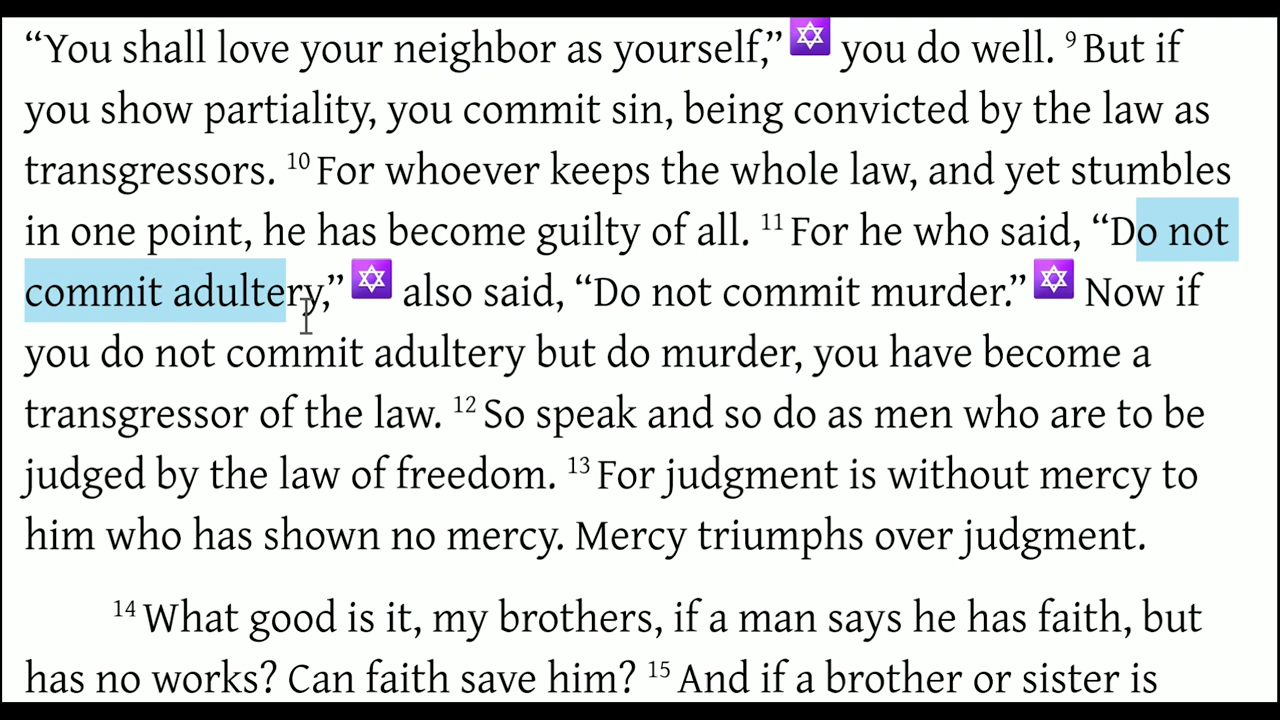 “You shall love your neighbor as yourself,”✡ you do well. 9 But if
you show partiality, you commit sin, being convicted by the law as
transgressors. 10 For whoever keeps the whole law, and yet stumbles
in one point, he has become guilty of all. 11 For he who said, “Do not
commit adultery,”✡ also said, “Do not commit murder.”✡ Now if
you do not commit adultery but do murder, you have become a
transgressor of the law. 12 So speak and so do as men who are to be
judged by the law of freedom. 13 For judgment is without mercy to
him who has shown no mercy. Mercy triumphs over judgment.
14 What good is it, my brothers, if a man says he has faith, but
has no works? Can faith save him? 15 And if a brother or sister is